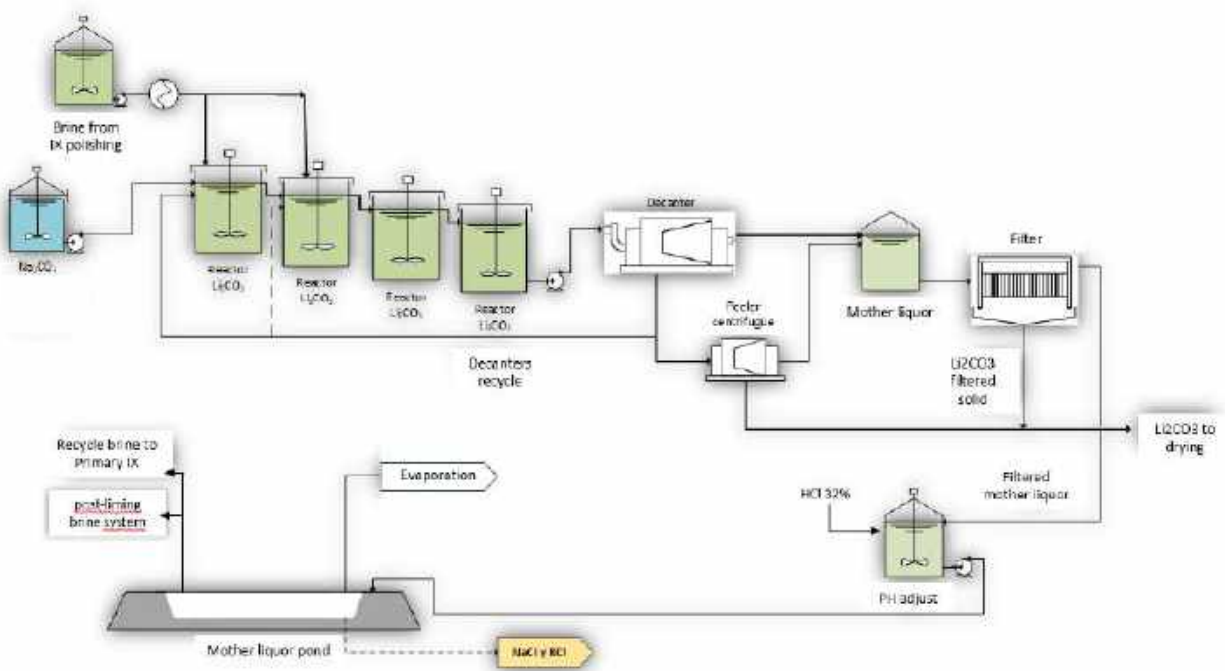 Brine from
IX polishing
Na₂CO₃
Reactor
Li₂CO₃
Reactor
Li₂CO₃
Reactor
Li₂CO₃
Reactor
Li₂CO₃
Decanter
Peeler
centrifugue
Decanters
recycle
Mother liquor
Filter
Li2CO3
filtered
solid
Li2CO3 to
drying
Recycle brine to
Primary IX
post-liming
brine system
Evaporation
HCl 32%
Filtered
mother liquor
PH adjust
Mother liquor pond
NaCl y KCl